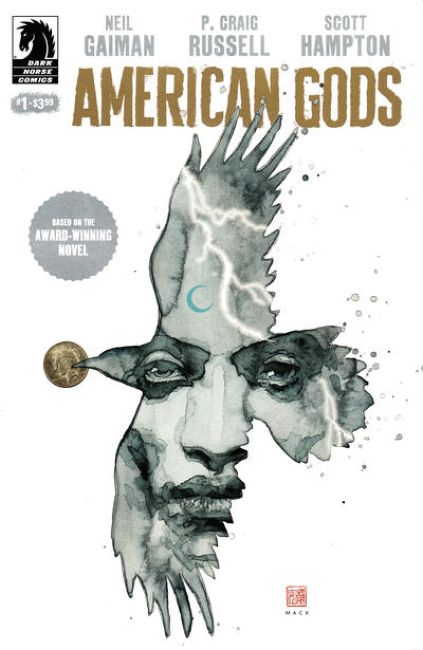 NEIL
GAIMAN
P. CRAIG
RUSSELL
SCOTT
HAMPTON
DARK
HORSE
COMICS
#1-$3.99
AMERICAN GODS
BASED ON THE
AWARD-WINNING
NOVEL
MACK